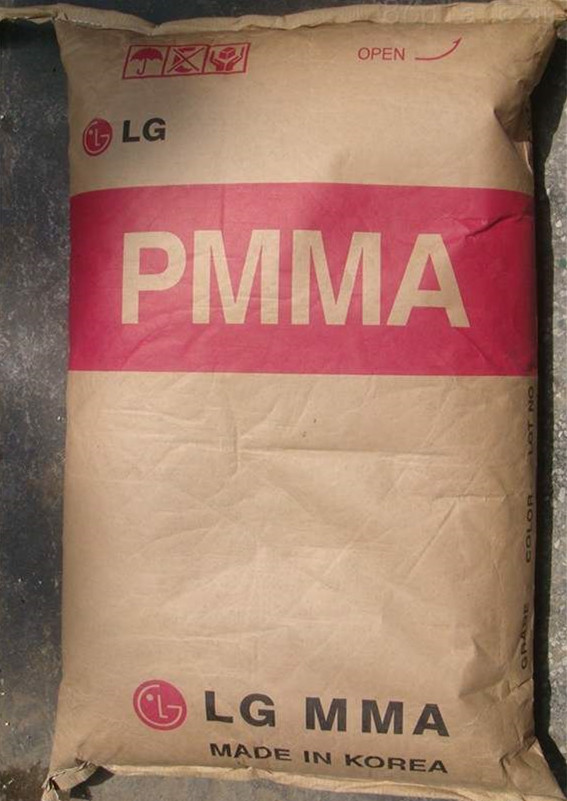 OPEN
LG
PMMA
GRADE COLOR LOT NO
LG MMA
MADE IN KOREA